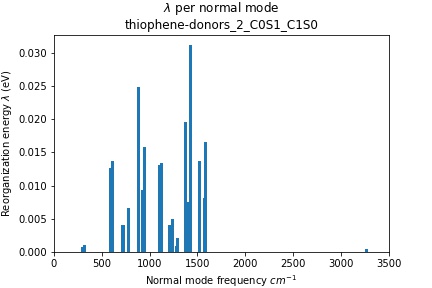 λ per normal mode
thiophene-donors_2_C0S1_C1S0
Reorganization energy λ (eV)
0.030
0.025
0.020
0.015
0.010
0.005
0.000
0 500 1000 1500 2000 2500 3000 3500
Normal mode frequency cm⁻¹